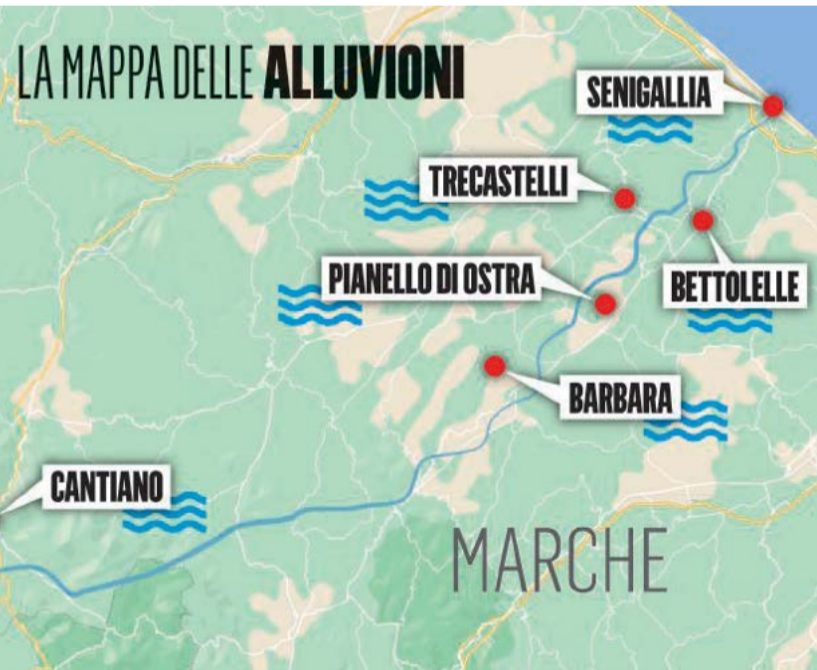 LA MAPPA DELLE ALLUVIONI
SENIGALLIA
TRECASTELLI
PIANELLO DI OSTRA
BETTOLELLE
BARBARA
CANTIANO
MARCHE